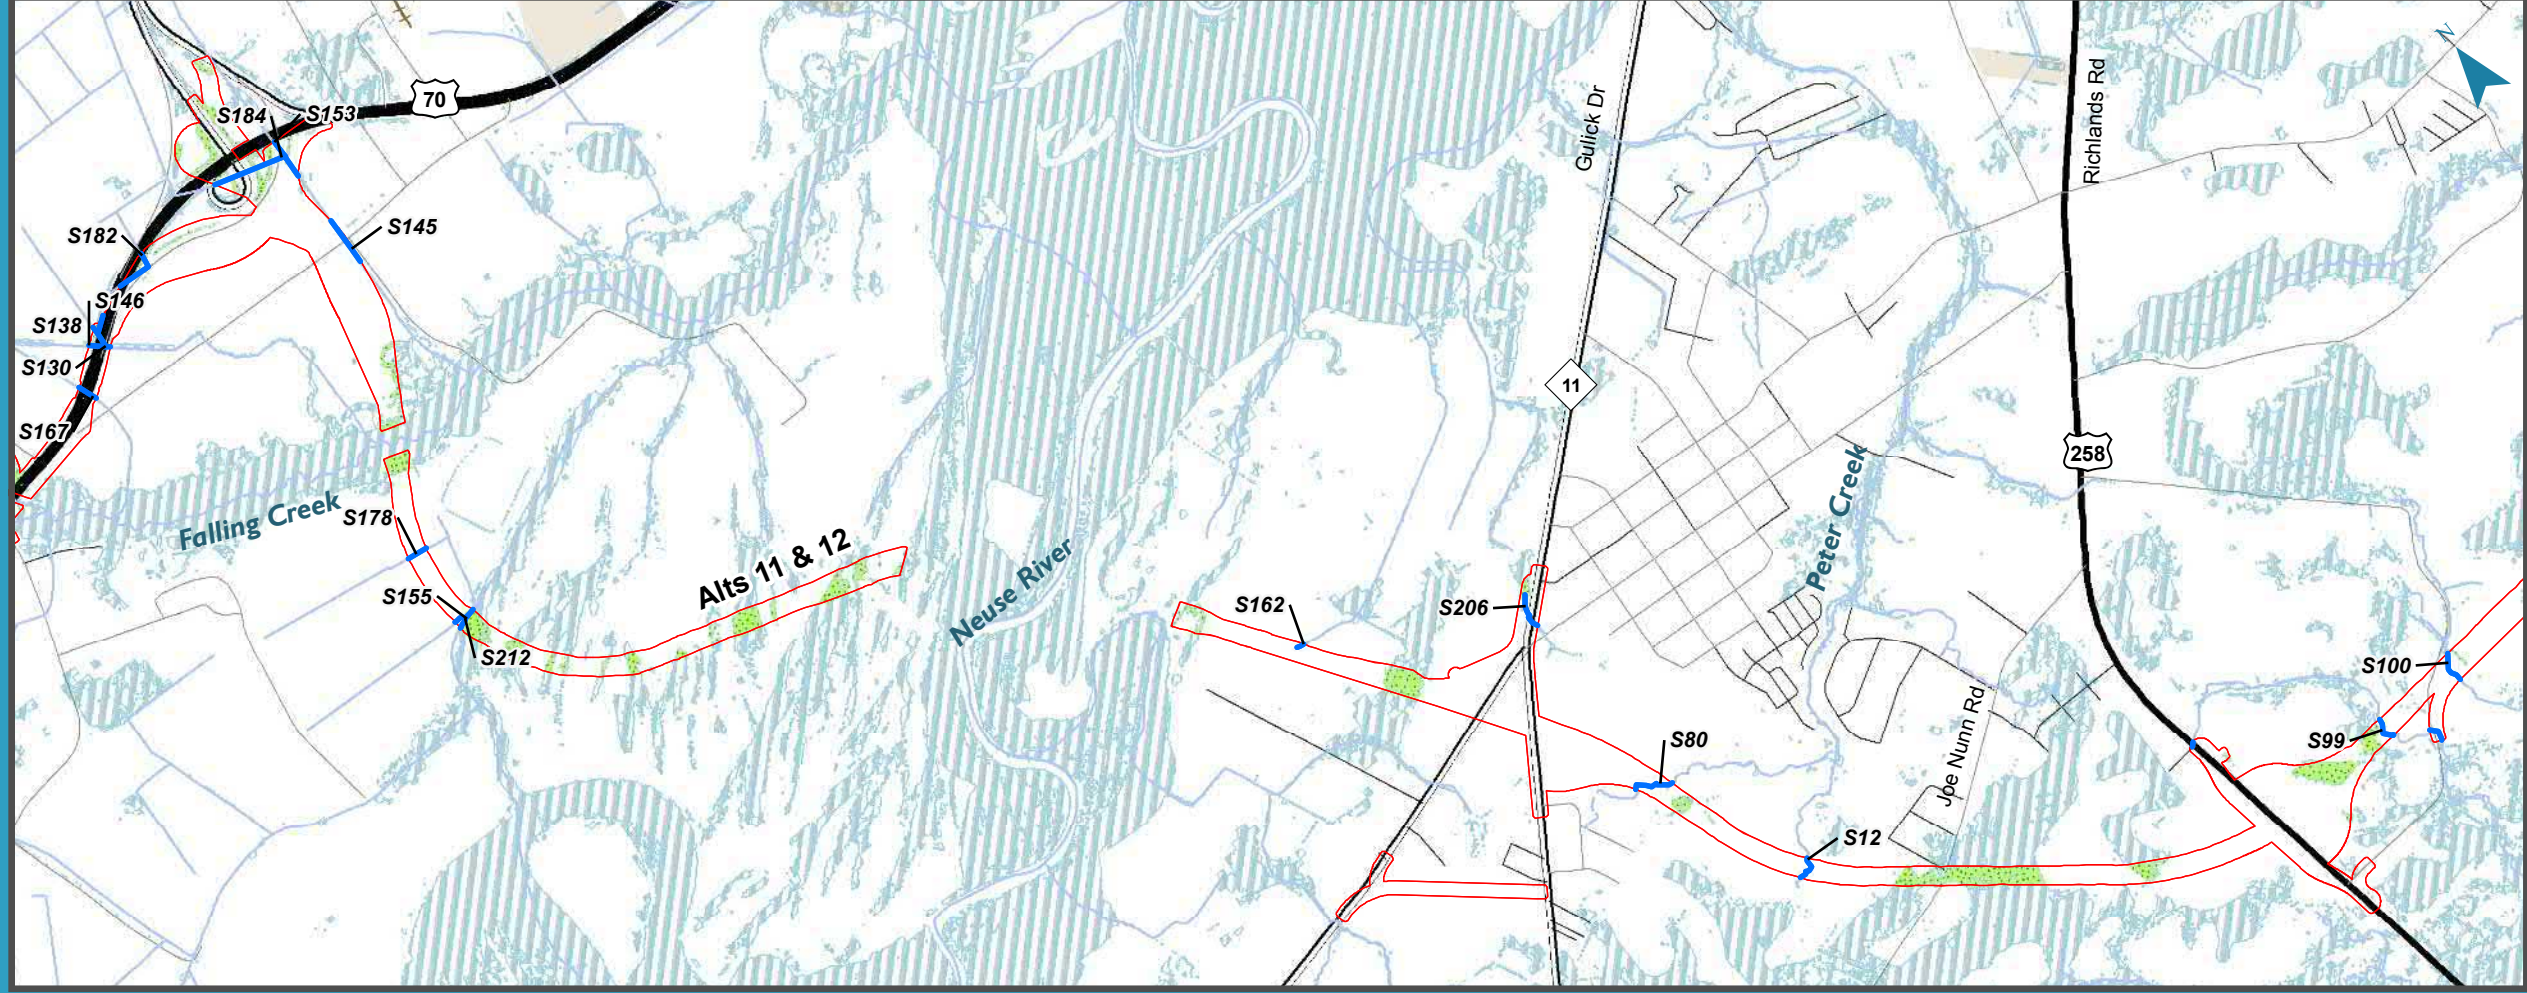 N
70
S184
S153
Gulick Dr
Richlands Rd
S145
S182
S146
S138
S130
S167
11
258
Falling Creek
S178
Alts 11 & 12
Neuse River
Peter Creek
S155
S212
S162
S206
S100
S99
Joe Nunn Rd
S80
S12